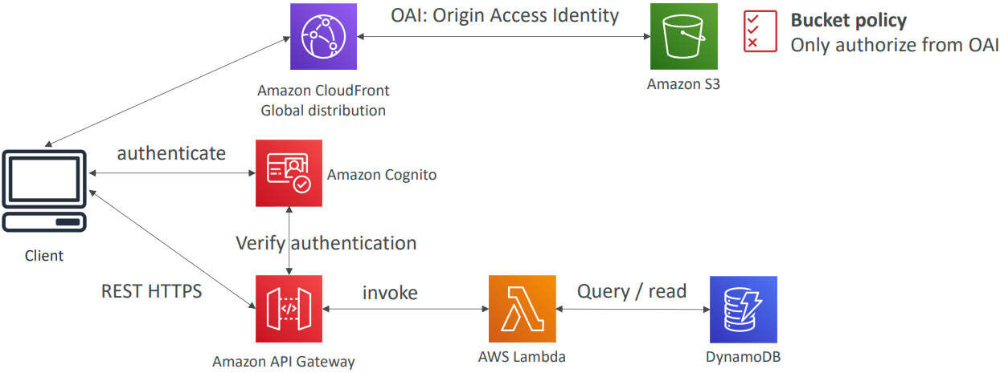 OAI: Origin Access Identity
Bucket policy
Only authorize from OAI
Amazon CloudFront
Global distribution
Amazon S3
authenticate
Amazon Cognito
Verify authentication
Client
REST HTTPS
invoke
Query / read
Amazon API Gateway
AWS Lambda
DynamoDB